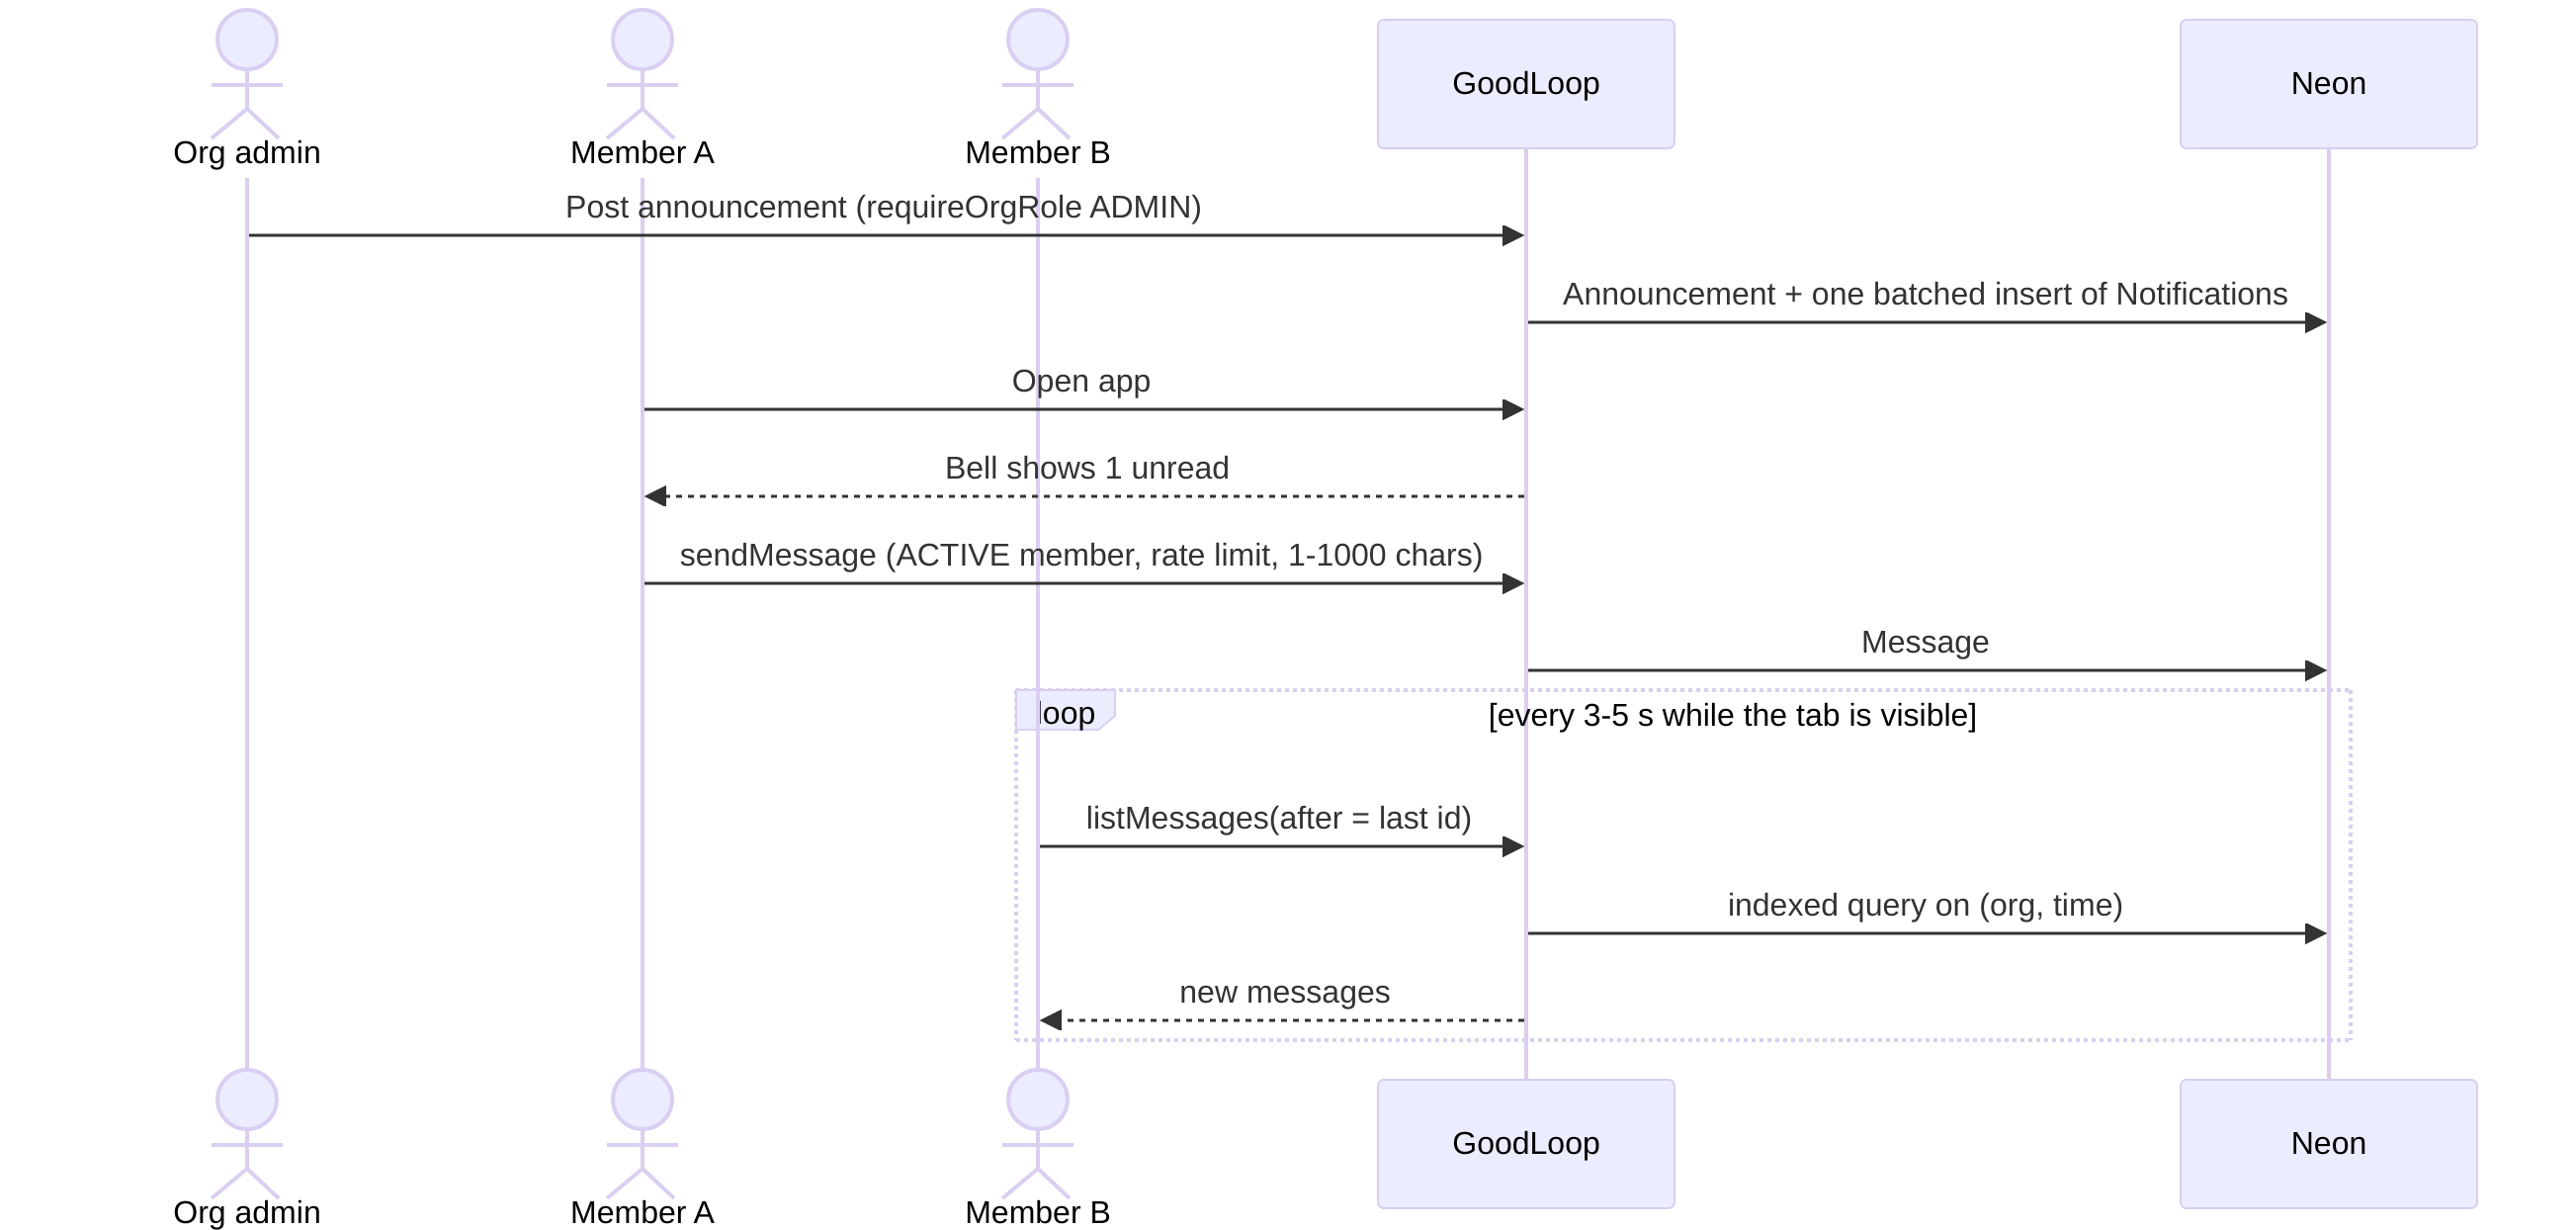 Org admin
Member A
Member B
GoodLoop
Neon
Post announcement (requireOrgRole ADMIN)
Announcement + one batched insert of Notifications
Open app
Bell shows 1 unread
sendMessage (ACTIVE member, rate limit, 1-1000 chars)
Message
loop
[every 3-5 s while the tab is visible]
listMessages(after = last id)
indexed query on (org, time)
new messages
Org admin
Member A
Member B
GoodLoop
Neon